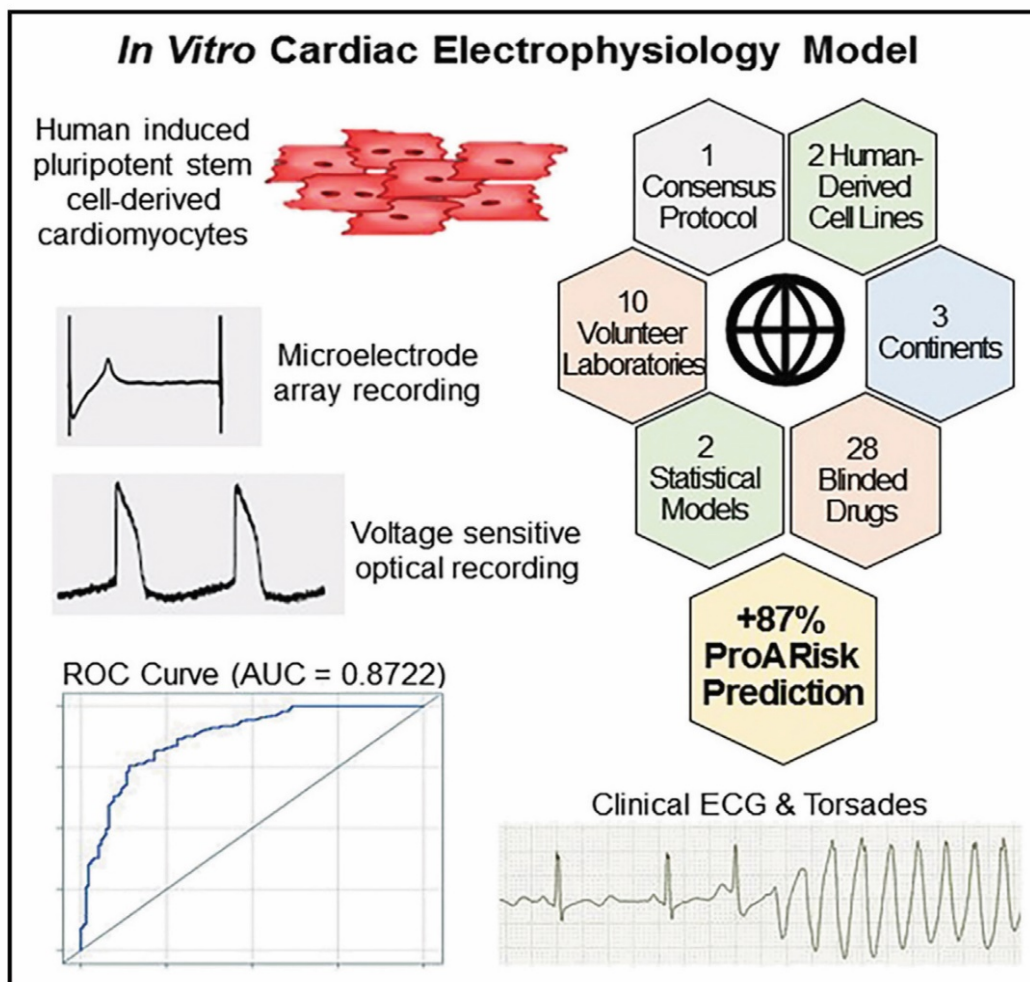 In Vitro Cardiac Electrophysiology Model
Human induced
pluripotent stem
cell-derived
cardiomyocytes
Microelectrode
array recording
Voltage sensitive
optical recording
ROC Curve (AUC = 0.8722)
1
Consensus
Protocol
2 Human-
Derived
Cell Lines
10
Volunteer
Laboratories
3
Continents
2
Statistical
Models
28
Blinded
Drugs
+87%
ProA Risk
Prediction
Clinical ECG & Torsades